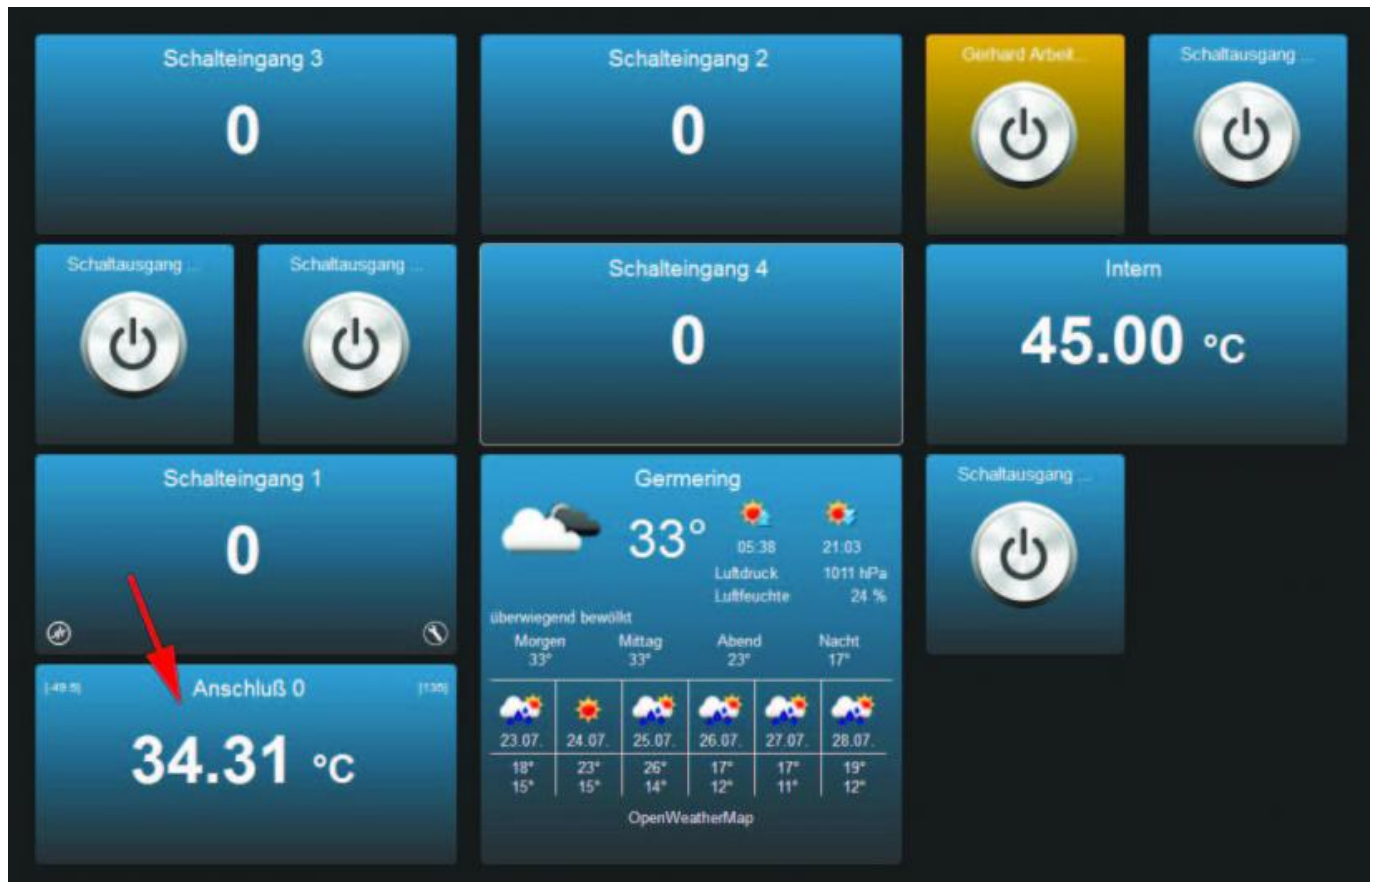 Schalteingang 3
0
Schalteingang 2
0
Gerhard Arbeit...
Schaltausgang ...
Schaltausgang ...
Schaltausgang ...
Schalteingang 4
0
Intern
45.00 °C
Schalteingang 1
0
Germering
33°
05:38 21:03
Luftdruck 1011 hPa
Luftfeuchte 24 %
überwiegend bewölkt
Morgen Mittag Abend Nacht
33° 33° 23° 17°
23.07. 24.07. 25.07. 26.07. 27.07. 28.07.
18° 23° 26° 17° 17° 19°
15° 15° 14° 12° 11° 12°
OpenWeatherMap
Schaltausgang ...
[-49.5] Anschluß 0 [135]
34.31 °C